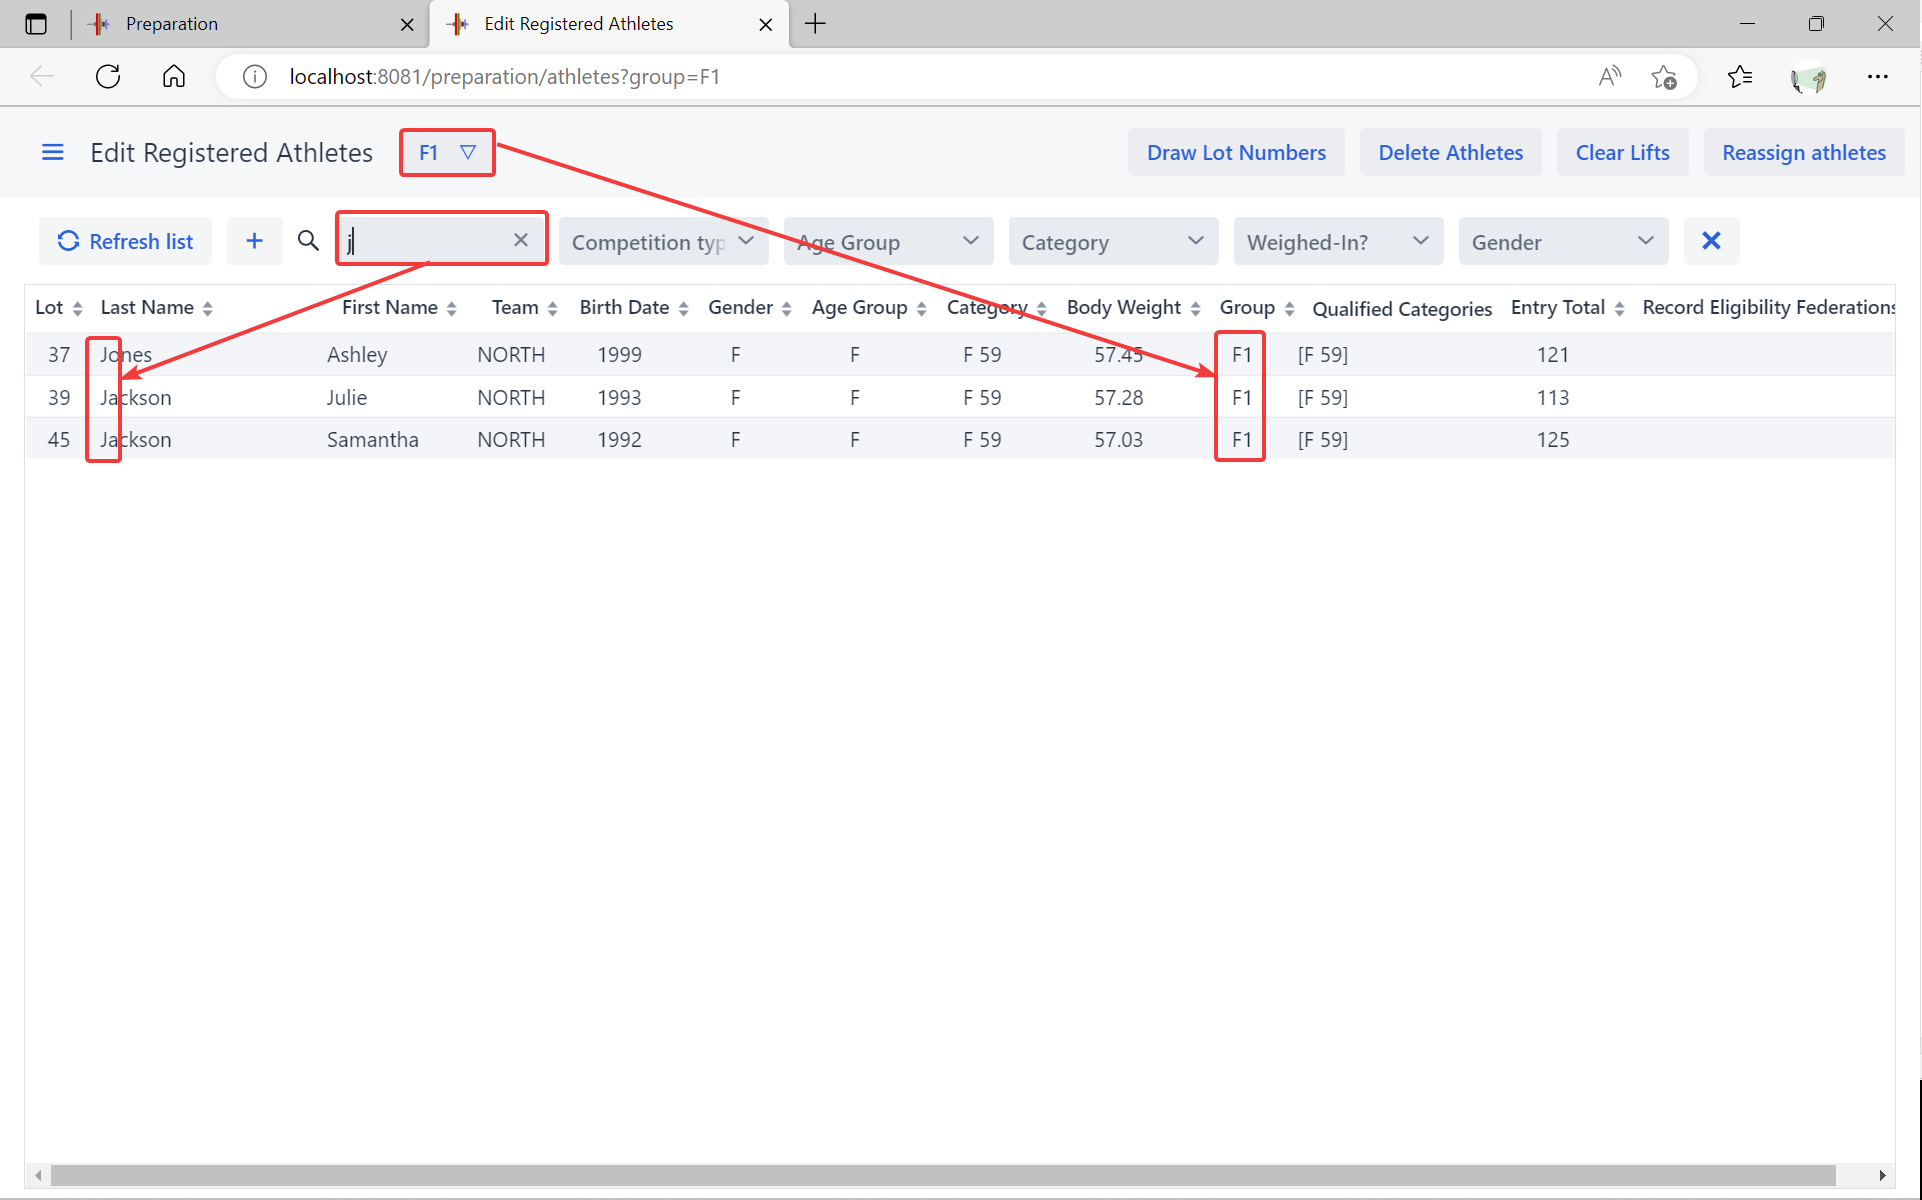 Preparation
Edit Registered Athletes
localhost:8081/preparation/athletes?group=F1
Edit Registered Athletes F1 Draw Lot Numbers Delete Athletes Clear Lifts Reassign athletes
Refresh list + j Competition typ Age Group Category Weighed-In? Gender
Lot Last Name First Name Team Birth Date Gender Age Group Category Body Weight Group Qualified Categories Entry Total Record Eligibility Federations
37 Jones Ashley NORTH 1999 F F F 59 57.45 F1 [F 59] 121
39 Jackson Julie NORTH 1993 F F F 59 57.28 F1 [F 59] 113
45 Jackson Samantha NORTH 1992 F F F 59 57.03 F1 [F 59] 125